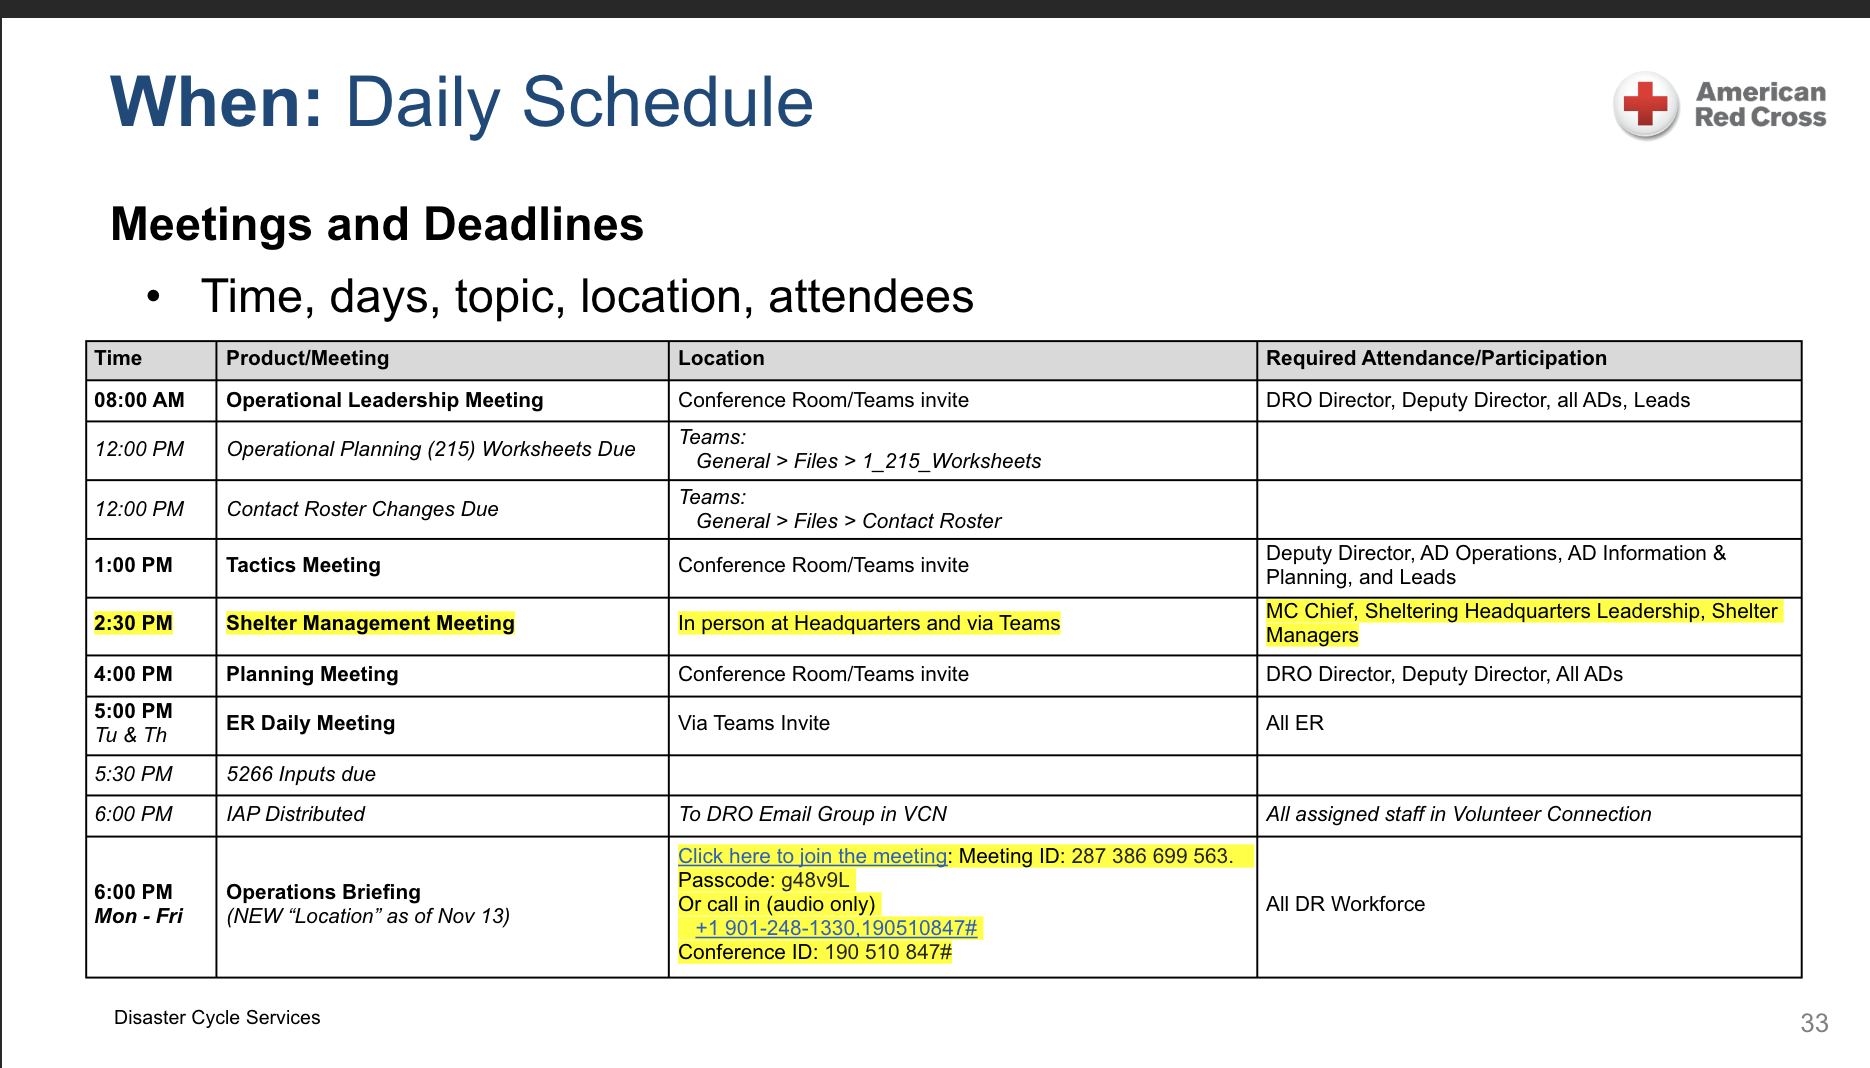 When: Daily Schedule
American
Red Cross
Meetings and Deadlines
• Time, days, topic, location, attendees
Time Product/Meeting Location Required Attendance/Participation
08:00 AM Operational Leadership Meeting Conference Room/Teams invite DRO Director, Deputy Director, all ADs, Leads
12:00 PM Operational Planning (215) Worksheets Due Teams:
General > Files > 1_215_Worksheets
12:00 PM Contact Roster Changes Due Teams:
General > Files > Contact Roster
1:00 PM Tactics Meeting Conference Room/Teams invite Deputy Director, AD Operations, AD Information &
Planning, and Leads
2:30 PM Shelter Management Meeting In person at Headquarters and via Teams MC Chief, Sheltering Headquarters Leadership, Shelter
Managers
4:00 PM Planning Meeting Conference Room/Teams invite DRO Director, Deputy Director, All ADs
5:00 PM
Tu & Th ER Daily Meeting Via Teams Invite All ER
5:30 PM 5266 Inputs due
6:00 PM IAP Distributed To DRO Email Group in VCN All assigned staff in Volunteer Connection
6:00 PM
Mon - Fri
Operations Briefing
(NEW “Location” as of Nov 13)
Click here to join the meeting: Meeting ID: 287 386 699 563.
Passcode: g48v9L
Or call in (audio only)
+1 901-248-1330,190510847#
Conference ID: 190 510 847#
All DR Workforce
Disaster Cycle Services
33